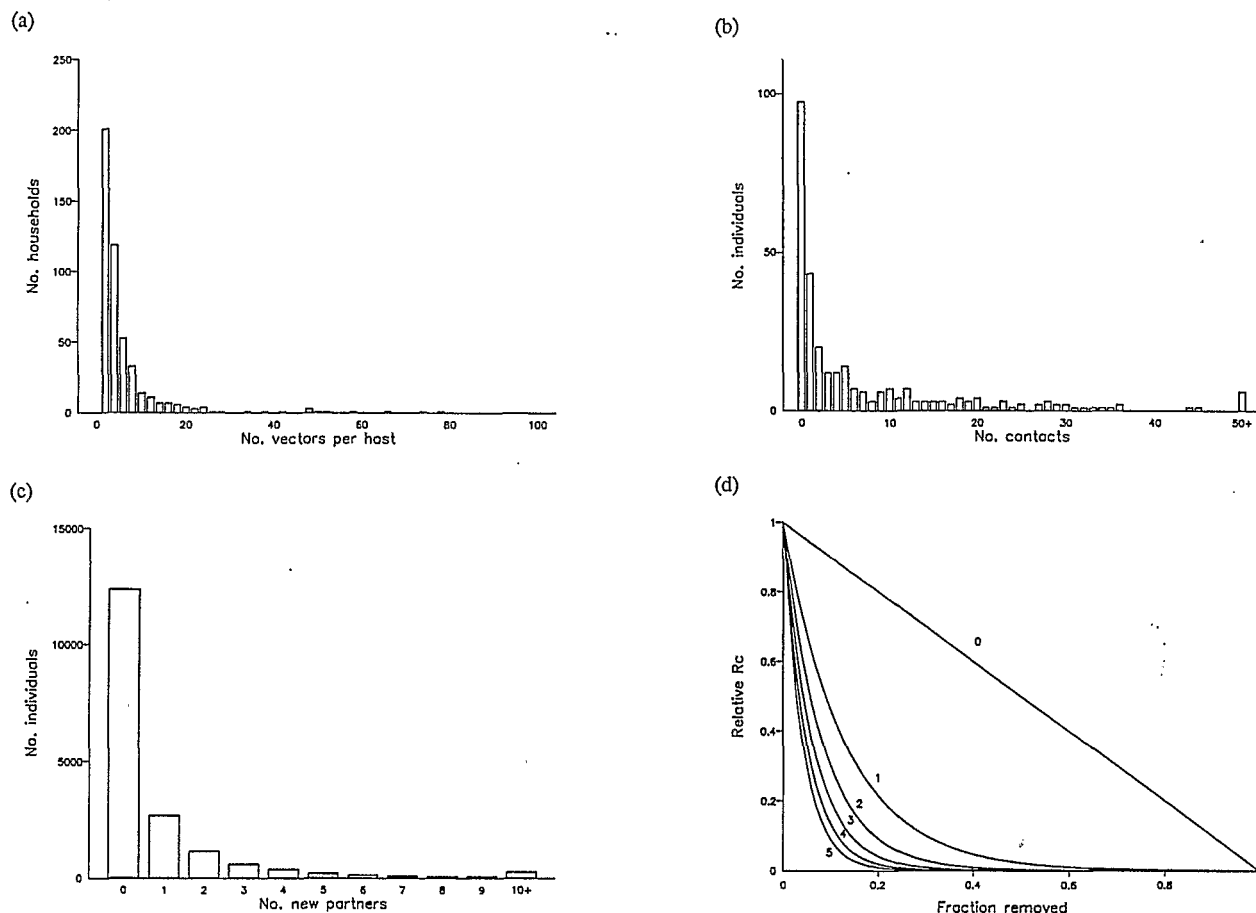 (a)
250
200
150
100
50
0
No. households
0 20 40 60 80 100
No. vectors per host
(b)
100
50
0
No. individuals
0 10 20 30 40 50+
No. contacts
(c)
15000
10000
5000
0
No. individuals
0 1 2 3 4 5 6 7 8 9 10+
No. new partners
(d)
1
0.8
0.6
0.4
0.2
0
Relative Rc
0
1
2
3
4
5
0 0.2 0.4 0.6 0.8
Fraction removed